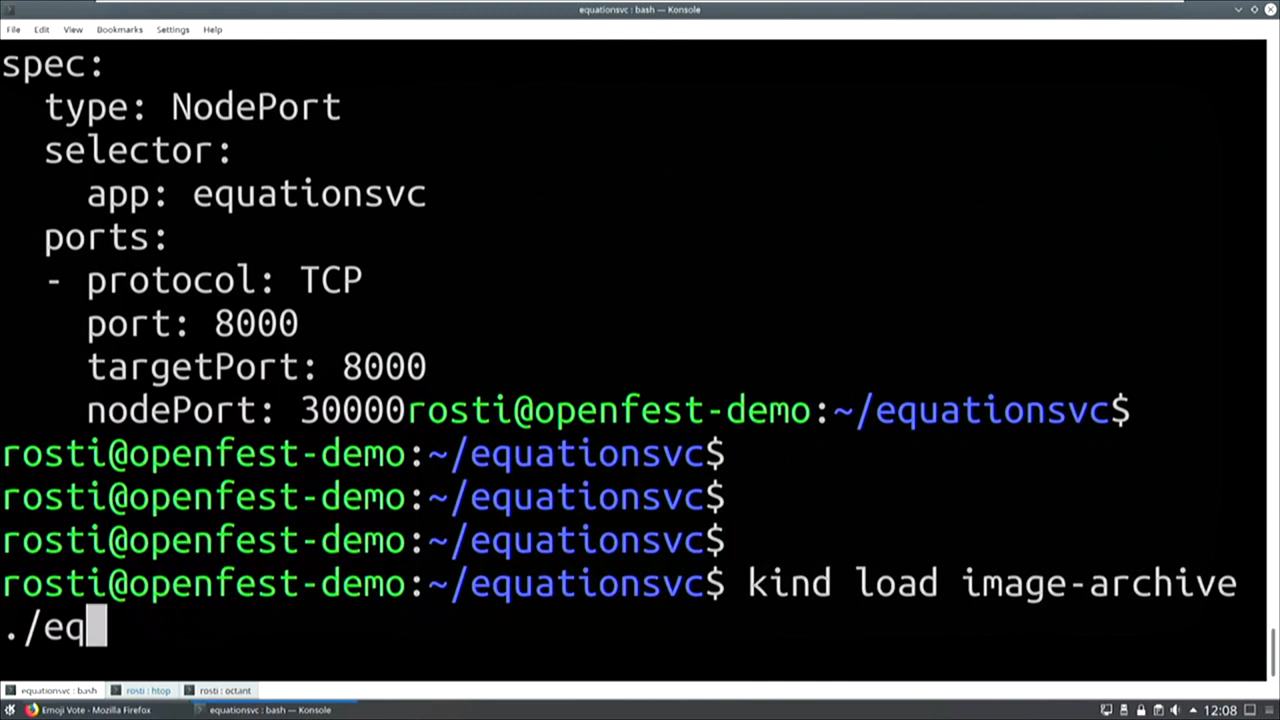 equationsvc : bash — Konsole
File Edit View Bookmarks Settings Help
spec:
type: NodePort
selector:
app: equationsvc
ports:
- protocol: TCP
port: 8000
targetPort: 8000
nodePort: 30000rosti@openfest-demo:~/equationsvc$
rosti@openfest-demo:~/equationsvc$
rosti@openfest-demo:~/equationsvc$
rosti@openfest-demo:~/equationsvc$
rosti@openfest-demo:~/equationsvc$ kind load image-archive
./eq
equationsvc : bash rosti : htop rosti : octant
Emoji Vote - Mozilla Firefox equationsvc : bash — Konsole 12:08